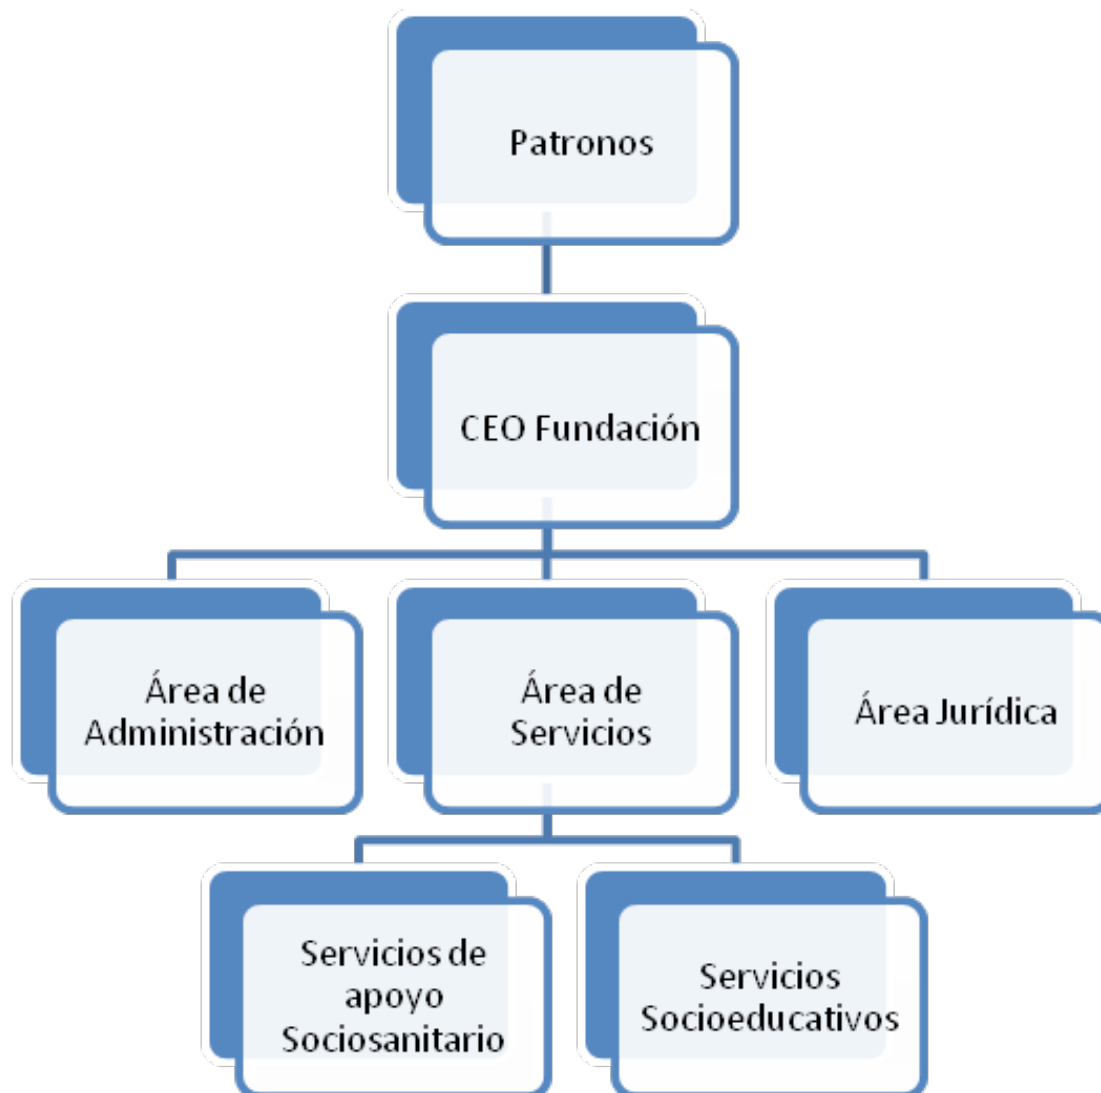 Patronos
CEO Fundación
Área de
Administración
Área de
Servicios
Área Jurídica
Servicios de
apoyo
Sociosanitario
Servicios
Socioeducativos